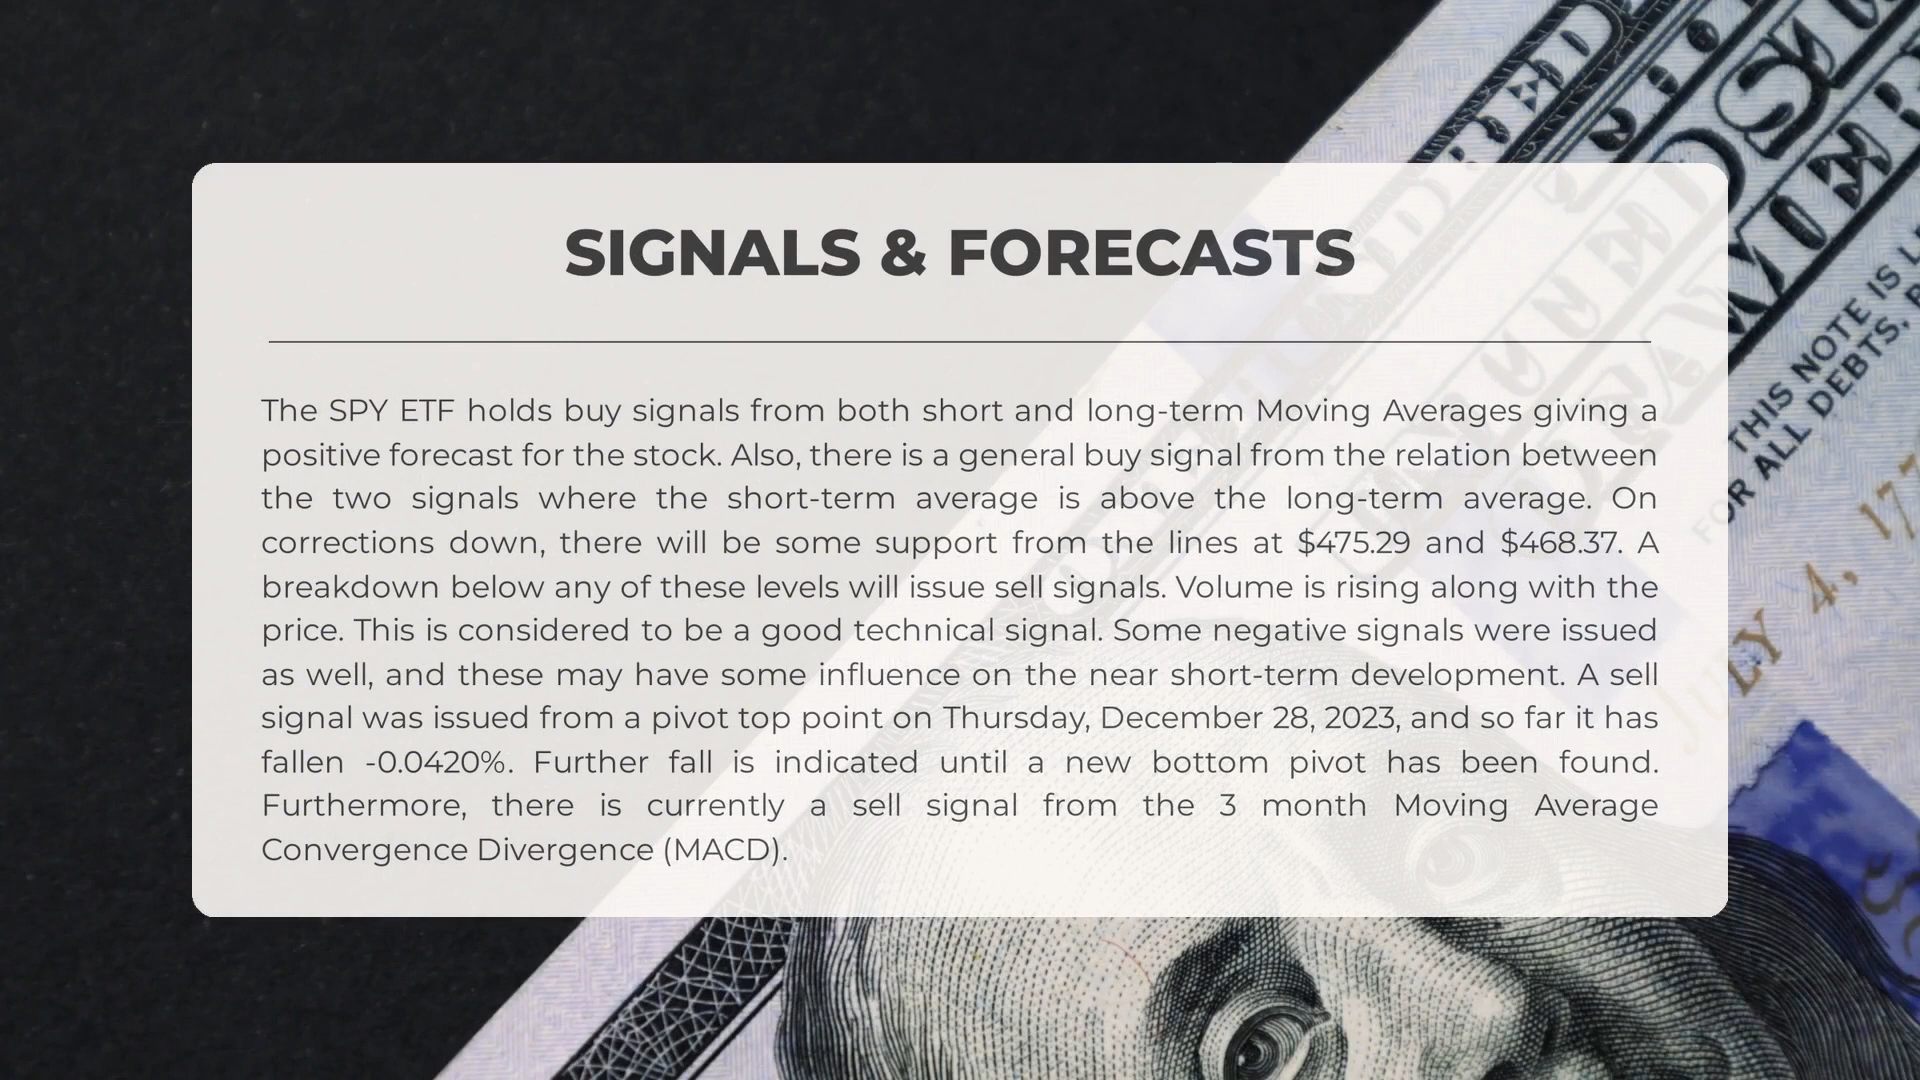 SIGNALS & FORECASTS
The SPY ETF holds buy signals from both short and long-term Moving Averages giving a
positive forecast for the stock. Also, there is a general buy signal from the relation between
the two signals where the short-term average is above the long-term average. On
corrections down, there will be some support from the lines at $475.29 and $468.37. A
breakdown below any of these levels will issue sell signals. Volume is rising along with the
price. This is considered to be a good technical signal. Some negative signals were issued
as well, and these may have some influence on the near short-term development. A sell
signal was issued from a pivot top point on Thursday, December 28, 2023, and so far it has
fallen -0.0420%. Further fall is indicated until a new bottom pivot has been found.
Furthermore, there is currently a sell signal from the 3 month Moving Average
Convergence Divergence (MACD).
THIS NOTE IS
FOR ALL DEBTS,
JULY 4,